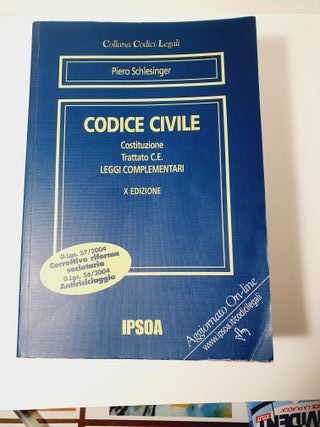 Collana Codici Legali
Piero Schlesinger
CODICE CIVILE
Costituzione
Trattato C.E.
LEGGI COMPLEMENTARI
X EDIZIONE
D.Lgs. 37/2004
Correttivo riforma
societaria
D.Lgs. 56/2004
Antiriciclaggio
IPSOA
Aggiornato On-line
www.ipsoa.it/codicilegali